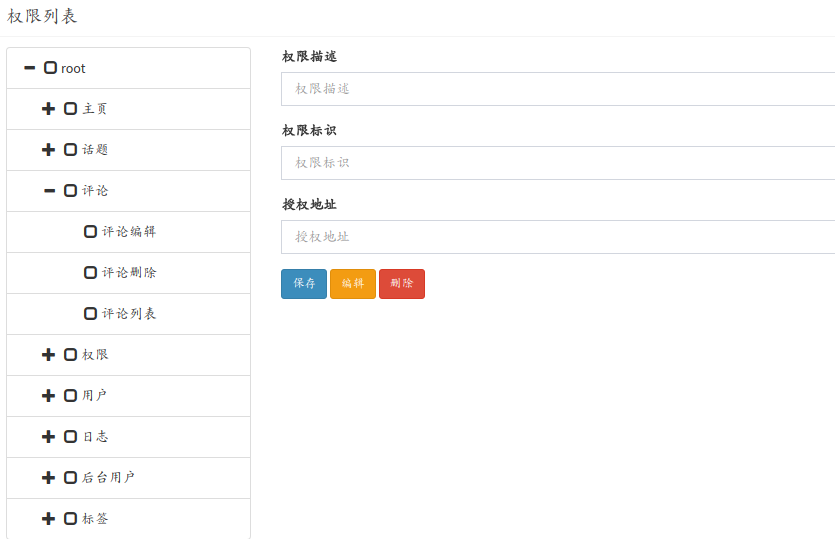 权限列表
root
主页
话题
评论
评论编辑
评论删除
评论列表
权限
用户
日志
后台用户
标签
权限描述
权限描述
权限标识
权限标识
授权地址
授权地址
保存 编辑 删除